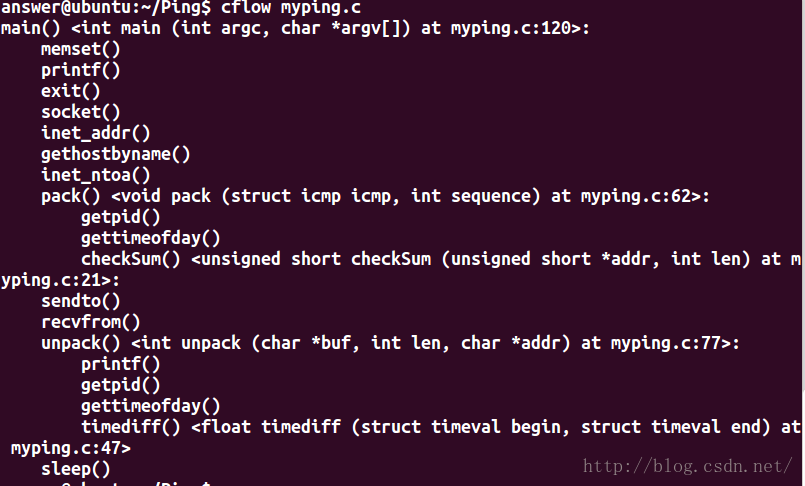 answer@ubuntu:~/Ping$ cflow myping.c
main() <int main (int argc, char *argv[]) at myping.c:120>:
    memset()
    printf()
    exit()
    socket()
    inet_addr()
    gethostbyname()
    inet_ntoa()
    pack() <void pack (struct icmp icmp, int sequence) at myping.c:62>:
        getpid()
        gettimeofday()
        checkSum() <unsigned short checkSum (unsigned short *addr, int len) at m
yping.c:21>:
    sendto()
    recvfrom()
    unpack() <int unpack (char *buf, int len, char *addr) at myping.c:77>:
        printf()
        getpid()
        gettimeofday()
        timediff() <float timediff (struct timeval begin, struct timeval end) at
 myping.c:47>
    sleep()
http://blog.csdn.net/